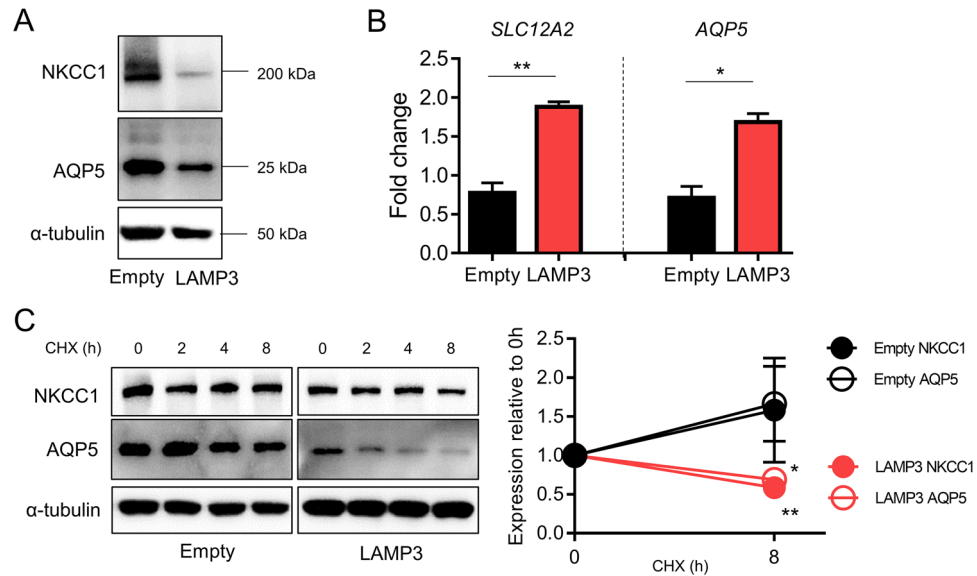 A
NKCC1
200 kDa
AQP5
25 kDa
α-tubulin
50 kDa
Empty LAMP3
B
SLC12A2 AQP5
Fold change
2.5
2.0
1.5
1.0
0.5
0.0
** *
Empty LAMP3 Empty LAMP3
C
CHX (h) 0 2 4 8 0 2 4 8
NKCC1
AQP5
α-tubulin
Empty LAMP3
Expression relative to 0h
2.5
2.0
1.5
1.0
0.5
0.0
*
**
0 8
CHX (h)
Empty NKCC1
Empty AQP5
LAMP3 NKCC1
LAMP3 AQP5